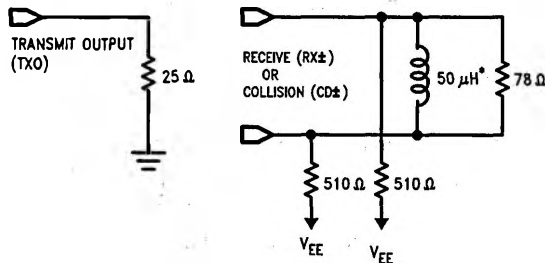 TRANSMIT OUTPUT
(TXO)
25 Ω
RECEIVE (RX±)
OR
COLLISION (CD±)
50 μH*
78 Ω
510 Ω
510 Ω
VEE
VEE